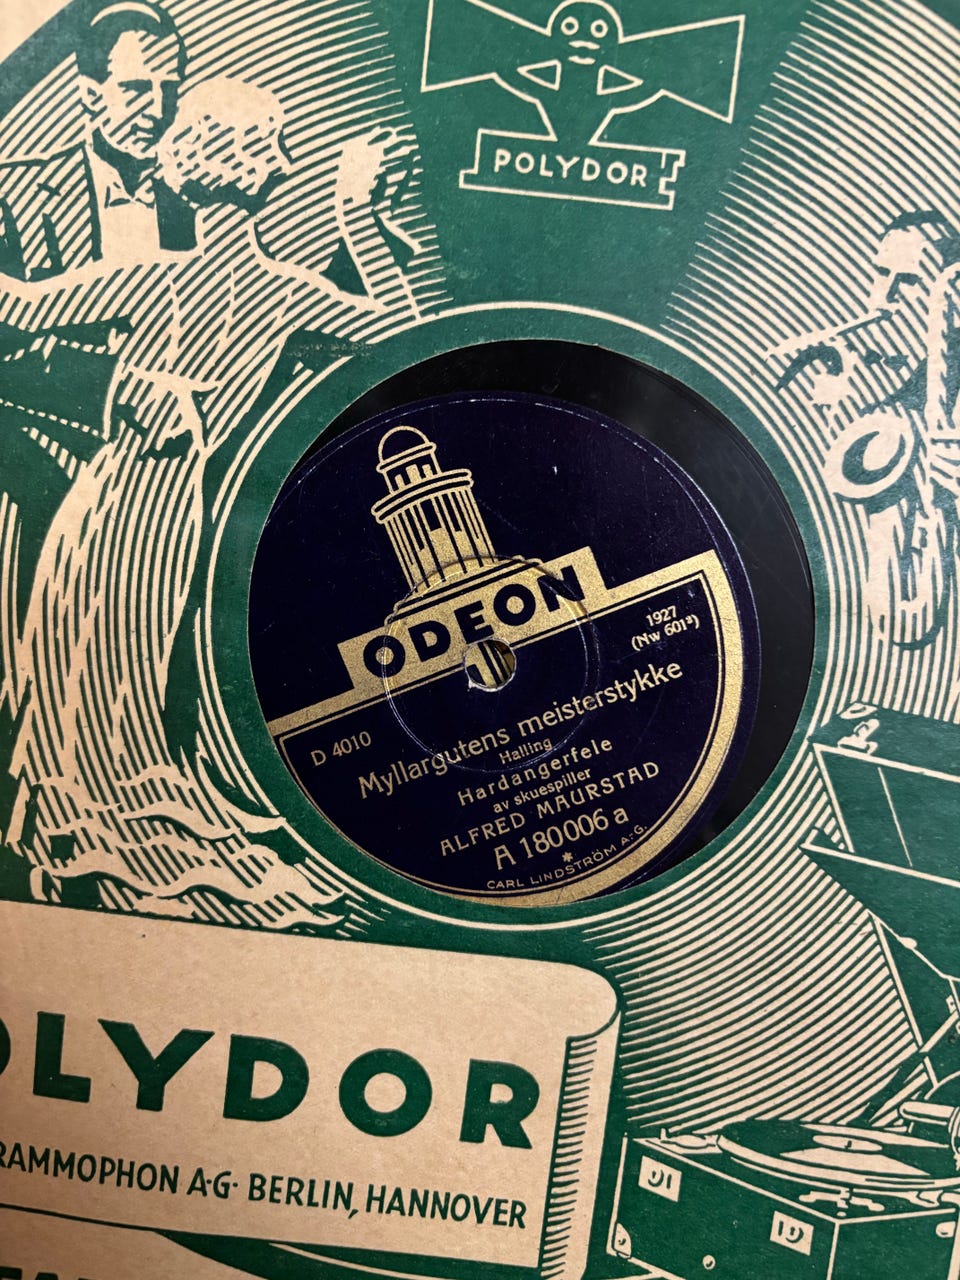 POLYDOR
ODEON
1927
(Nw 601²)
D 4010
Myllargutens meisterstykke
Halling
Hardangerfele
av skuespiller
ALFRED MAURSTAD
A 180006 a
*
CARL LINDSTRÖM A.-G.
OLYDOR
RAMMOPHON A·G· BERLIN, HANNOVER